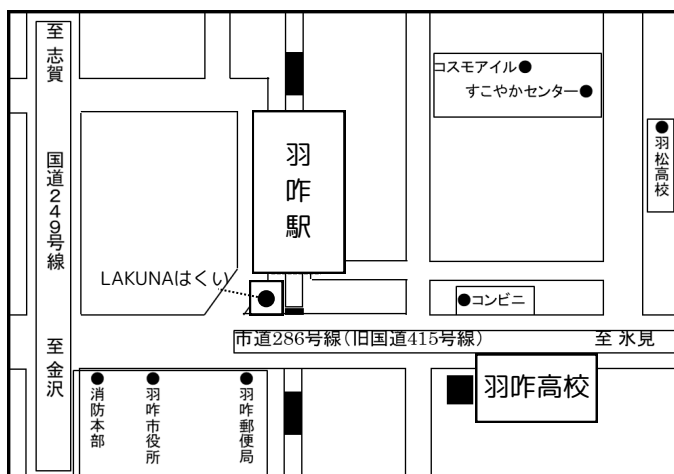 至 志賀
国道249号線
至 金沢
羽咋駅
コスモアイル●
すこやかセンター●
●羽松高校
LAKUNAはくい
●コンビニ
市道286号線(旧国道415号線)
至 氷見
羽咋高校
●消防本部
●羽咋市役所
●羽咋郵便局